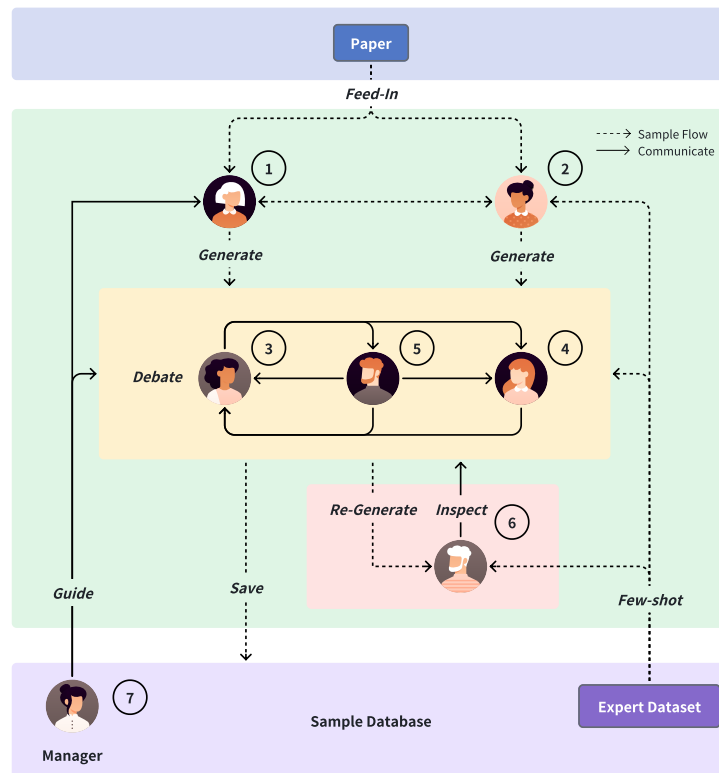 Paper
Feed-In
Sample Flow
Communicate
1
2
Generate
Generate
3
5
4
Debate
Re-Generate
Inspect
6
Guide
Save
Few-shot
7
Expert Dataset
Sample Database
Manager